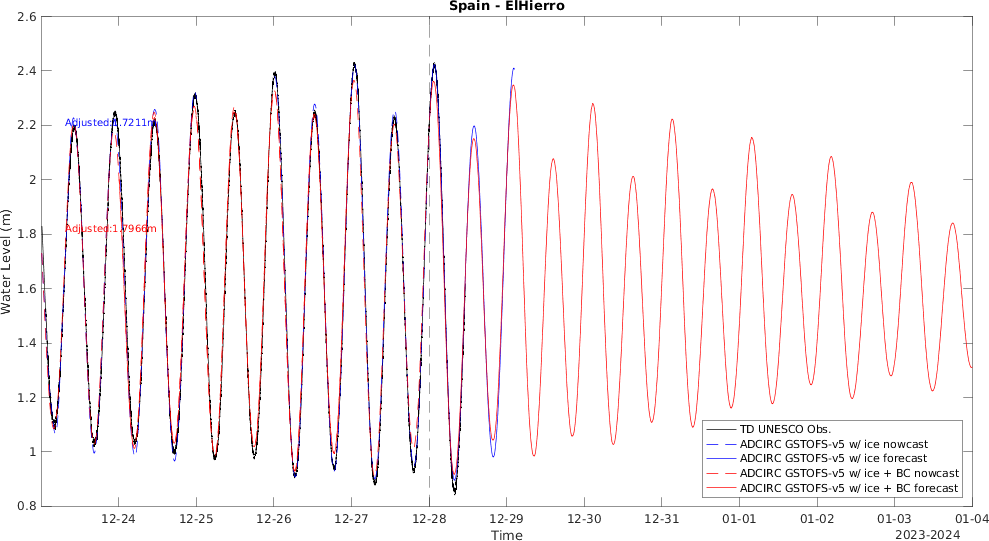 Spain - ElHierro
2.6
2.4
2.2
2
1.8
1.6
1.4
1.2
1
0.8
Water Level (m)
Adjusted:1.7211m
Adjusted:1.7966m
TD UNESCO Obs.
ADCIRC GSTOFS-v5 w/ ice nowcast
ADCIRC GSTOFS-v5 w/ ice forecast
ADCIRC GSTOFS-v5 w/ ice + BC nowcast
ADCIRC GSTOFS-v5 w/ ice + BC forecast
12-24 12-25 12-26 12-27 12-28 12-29 12-30 12-31 01-01 01-02 01-03 01-04
Time
2023-2024